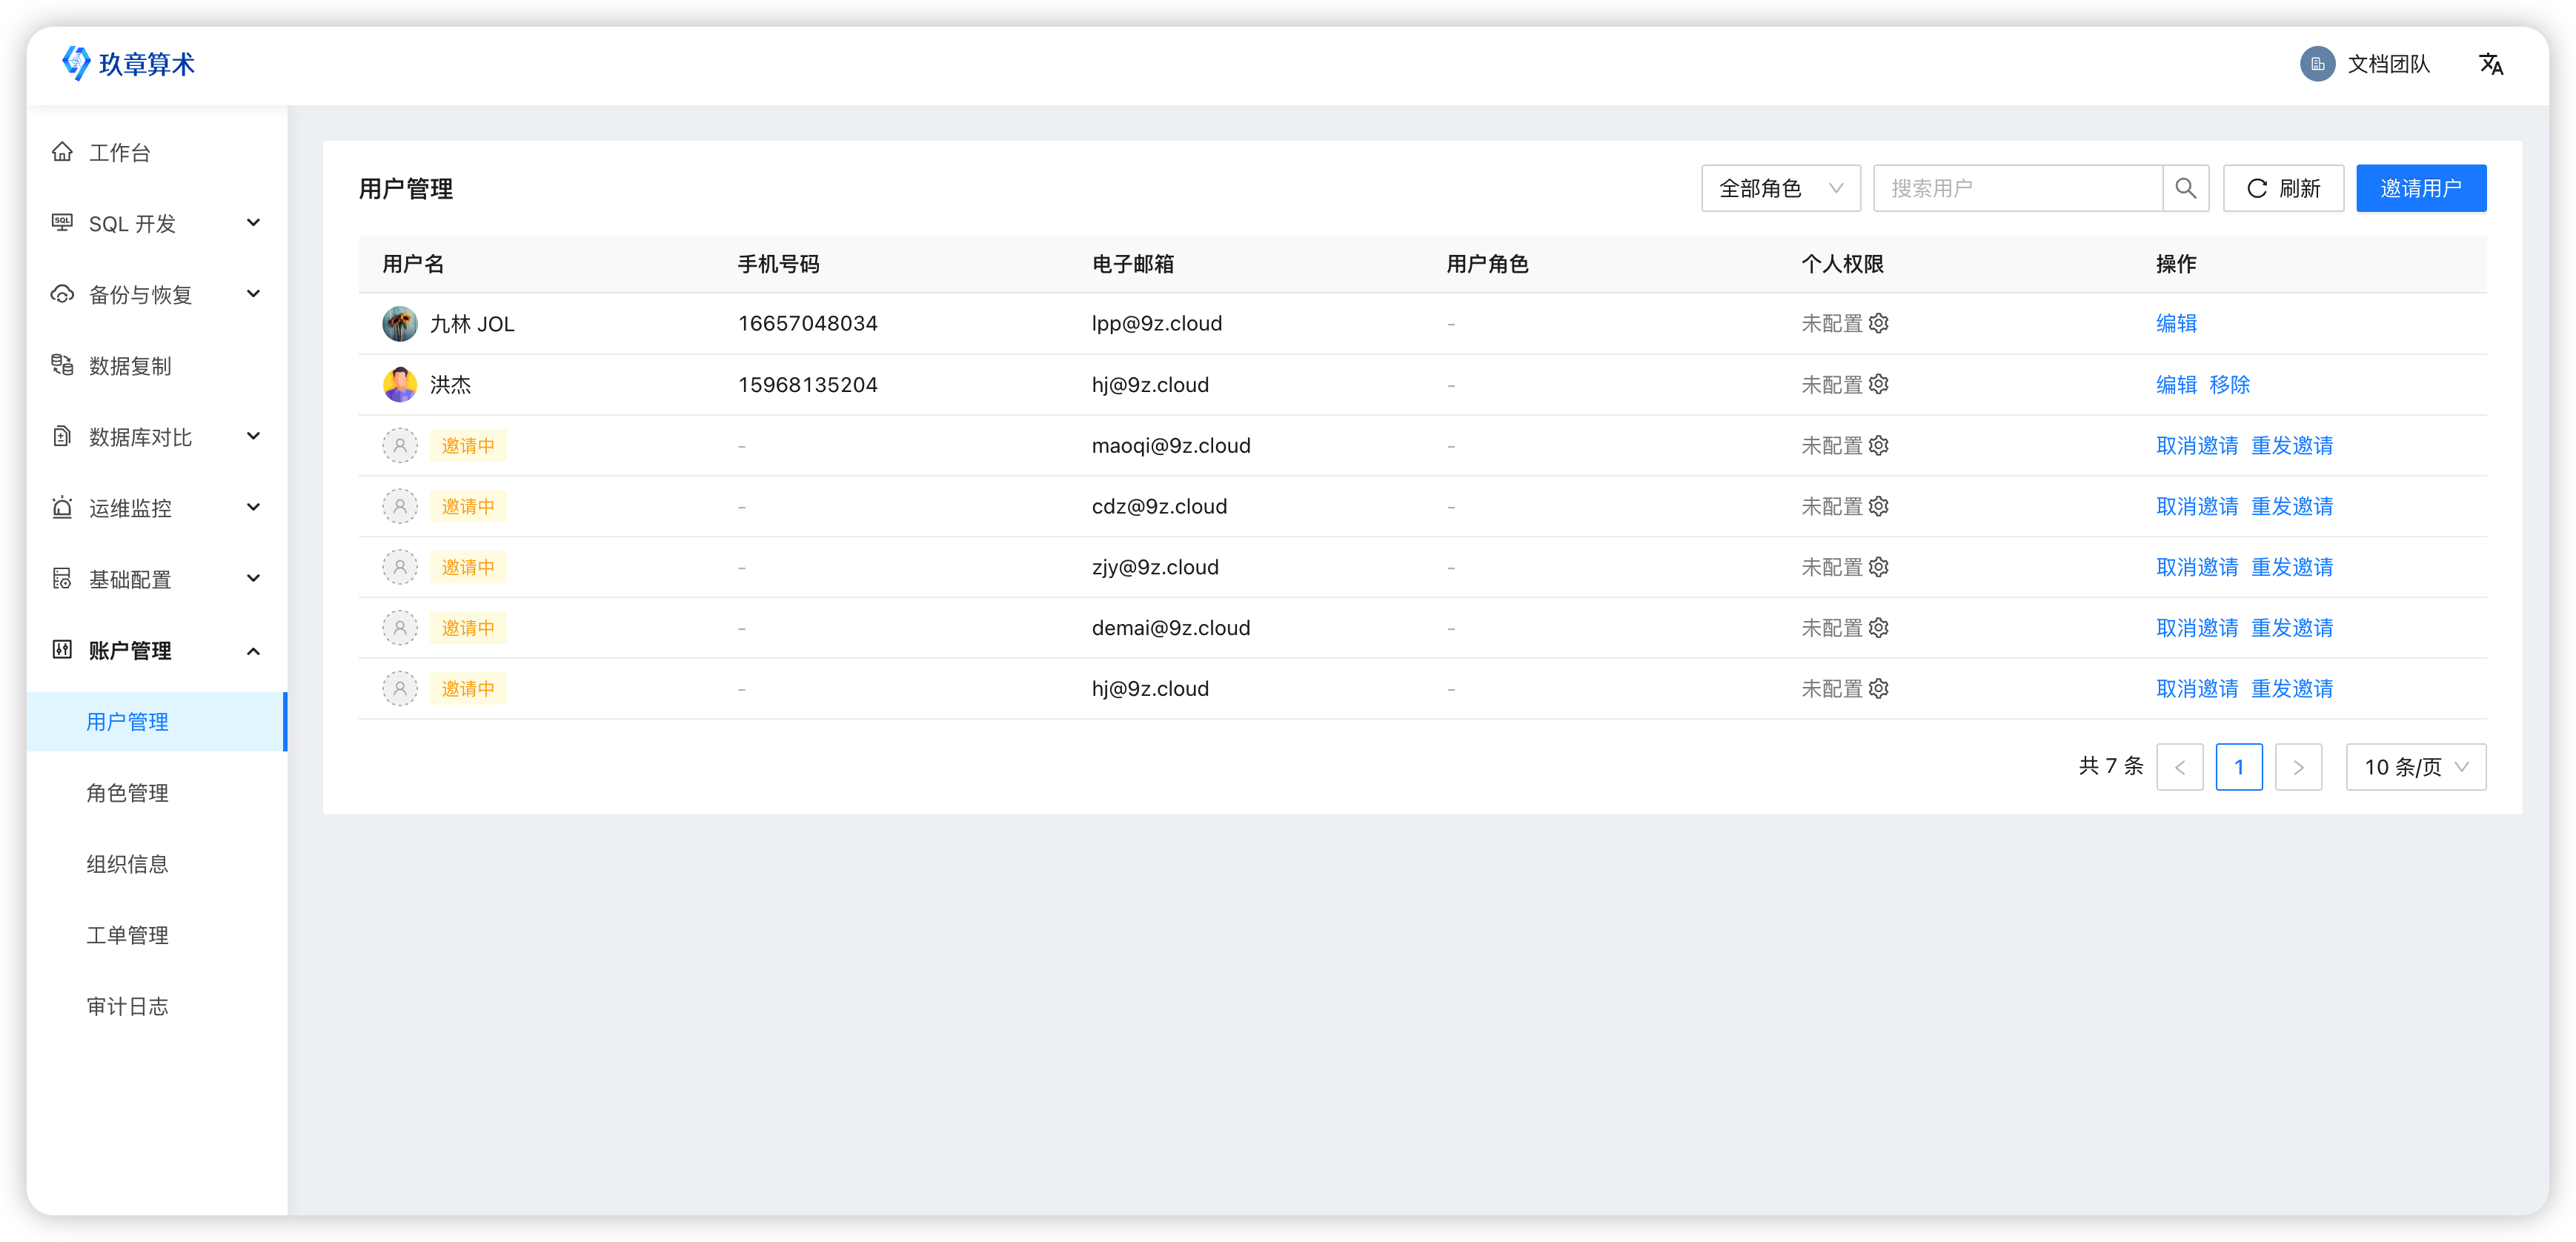 玖章算术
文档团队
工作台
SQL 开发
备份与恢复
数据复制
数据库对比
运维监控
基础配置
账户管理
用户管理
角色管理
组织信息
工单管理
审计日志
用户管理 全部角色 搜索用户 刷新 邀请用户
用户名 手机号码 电子邮箱 用户角色 个人权限 操作
九林 JOL 16657048034 lpp@9z.cloud - 未配置 编辑
洪杰 15968135204 hj@9z.cloud - 未配置 编辑 移除
邀请中 - maoqi@9z.cloud - 未配置 取消邀请 重发邀请
邀请中 - cdz@9z.cloud - 未配置 取消邀请 重发邀请
邀请中 - zjy@9z.cloud - 未配置 取消邀请 重发邀请
邀请中 - demai@9z.cloud - 未配置 取消邀请 重发邀请
邀请中 - hj@9z.cloud - 未配置 取消邀请 重发邀请
共 7 条 < 1 > 10 条/页